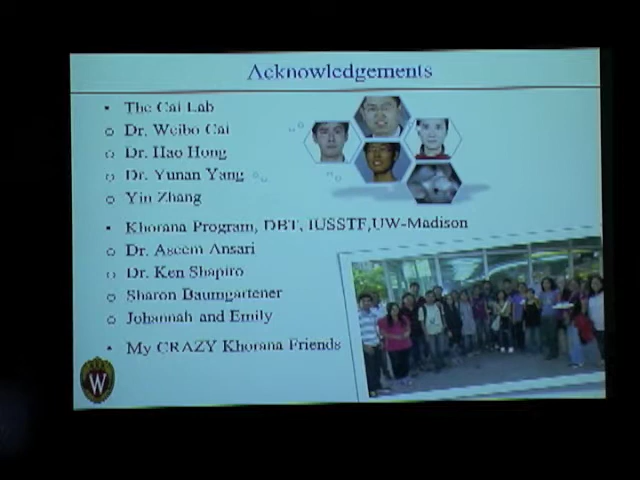 Acknowledgements
• The Cai Lab
o Dr. Weibo Cai
o Dr. Hao Hong
o Dr. Yunan Yang
o Yin Zhang
• Khorana Program, DBT, IUSSTF,UW-Madison
o Dr. Aseem Ansari
o Dr. Ken Shapiro
o Sharon Baumgartener
o Johannah and Emily
• My CRAZY Khorana Friends
W